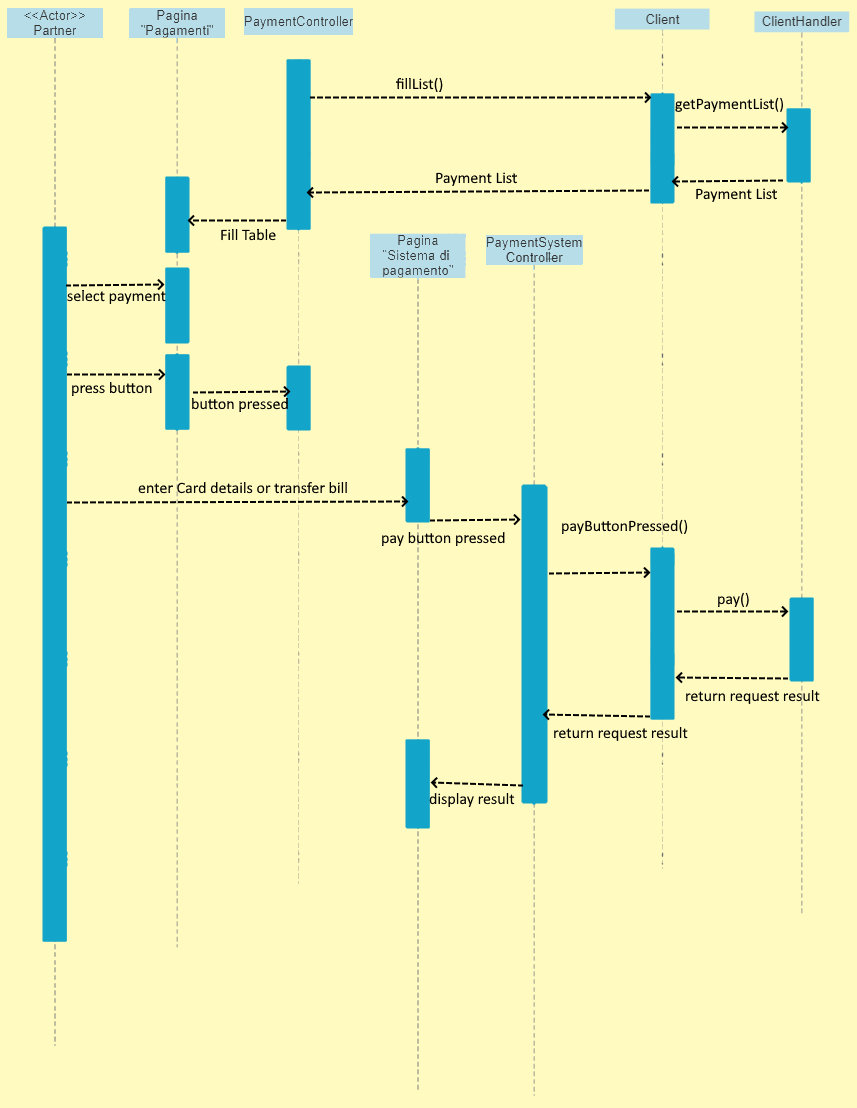 <<Actor>>
Partner
Pagina
"Pagamenti"
PaymentController
Client
ClientHandler
fillList()
getPaymentList()
Payment List
Payment List
Fill Table
Pagina
"Sistema di
pagamento"
PaymentSystem
Controller
select payment
press button
button pressed
enter Card details or transfer bill
pay button pressed
payButtonPressed()
pay()
return request result
return request result
display result